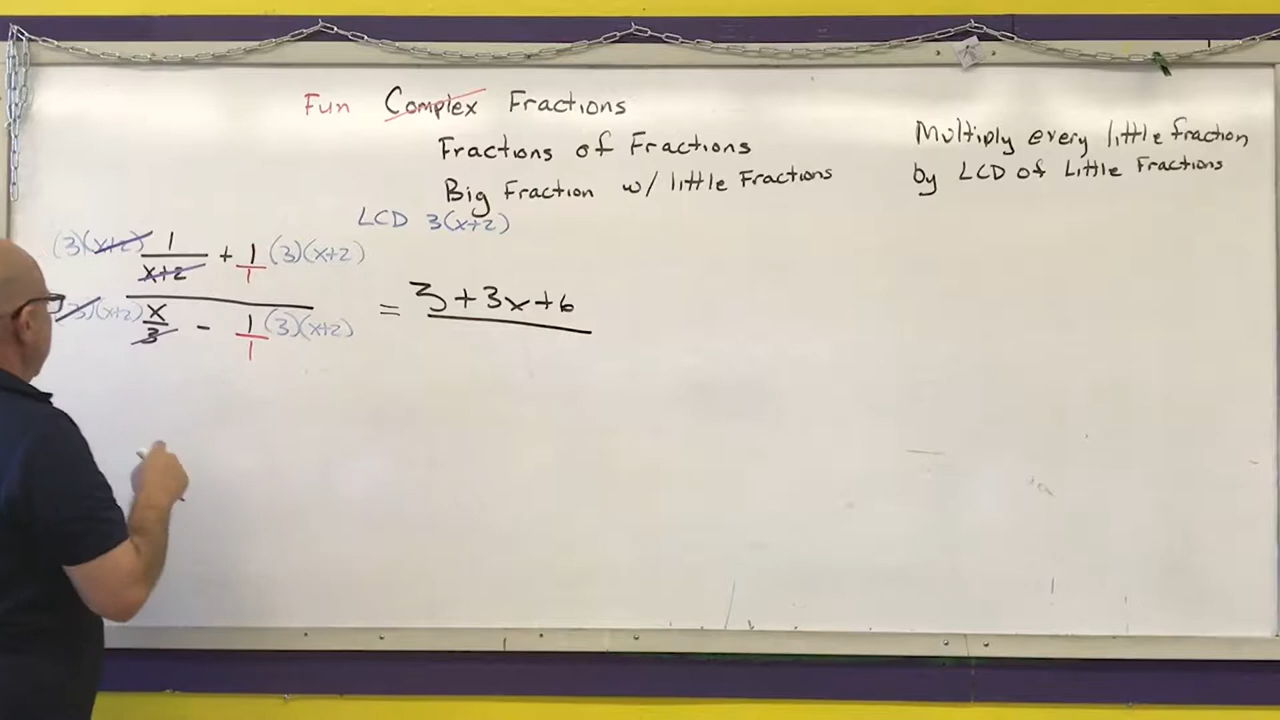 Fun Complex Fractions
Fractions of Fractions
Big Fraction w/ little Fractions
Multiply every little fraction
by LCD of Little Fractions
LCD 3(x+2)
(3)(x+2) 1/(x+2) + 1/1 (3)(x+2)
(3)(x+2) x/3 - 1/1 (3)(x+2)
= 3+3x+6